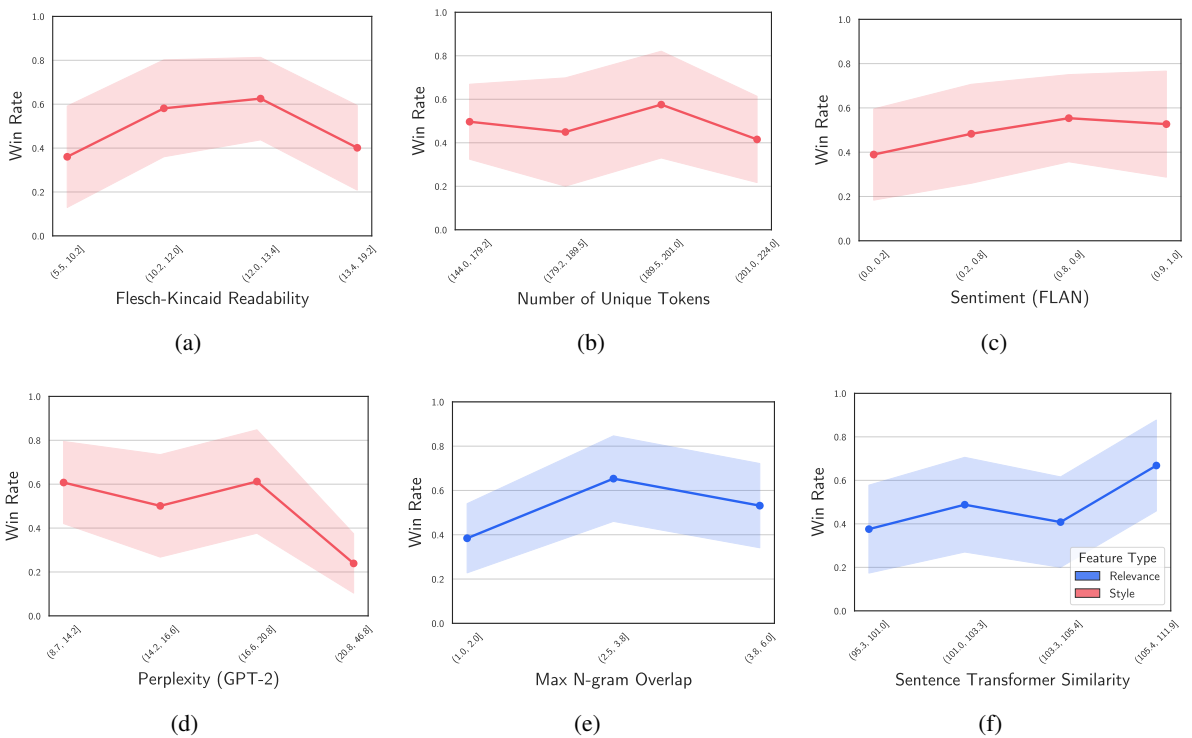 1.0
0.8
0.6
0.4
0.2
0.0
Win Rate
(5.5, 10.2]
(10.2, 12.0]
(12.0, 13.4]
(13.4, 19.2]
Flesch-Kincaid Readability
(a)
1.0
0.8
0.6
0.4
0.2
0.0
Win Rate
(144.0, 179.2]
(179.2, 189.5]
(189.5, 201.0]
(201.0, 224.0]
Number of Unique Tokens
(b)
1.0
0.8
0.6
0.4
0.2
0.0
Win Rate
(0.0, 0.2]
(0.2, 0.8]
(0.8, 0.9]
(0.9, 1.0]
Sentiment (FLAN)
(c)
1.0
0.8
0.6
0.4
0.2
0.0
Win Rate
(8.7, 14.2]
(14.2, 16.6]
(16.6, 20.8]
(20.8, 46.8]
Perplexity (GPT-2)
(d)
1.0
0.8
0.6
0.4
0.2
0.0
Win Rate
(1.0, 2.0]
(2.5, 3.8]
(3.8, 6.0]
Max N-gram Overlap
(e)
1.0
0.8
0.6
0.4
0.2
0.0
Win Rate
Feature Type
Relevance
Style
(95.3, 101.0]
(101.0, 103.3]
(103.3, 105.4]
(105.4, 111.9]
Sentence Transformer Similarity
(f)